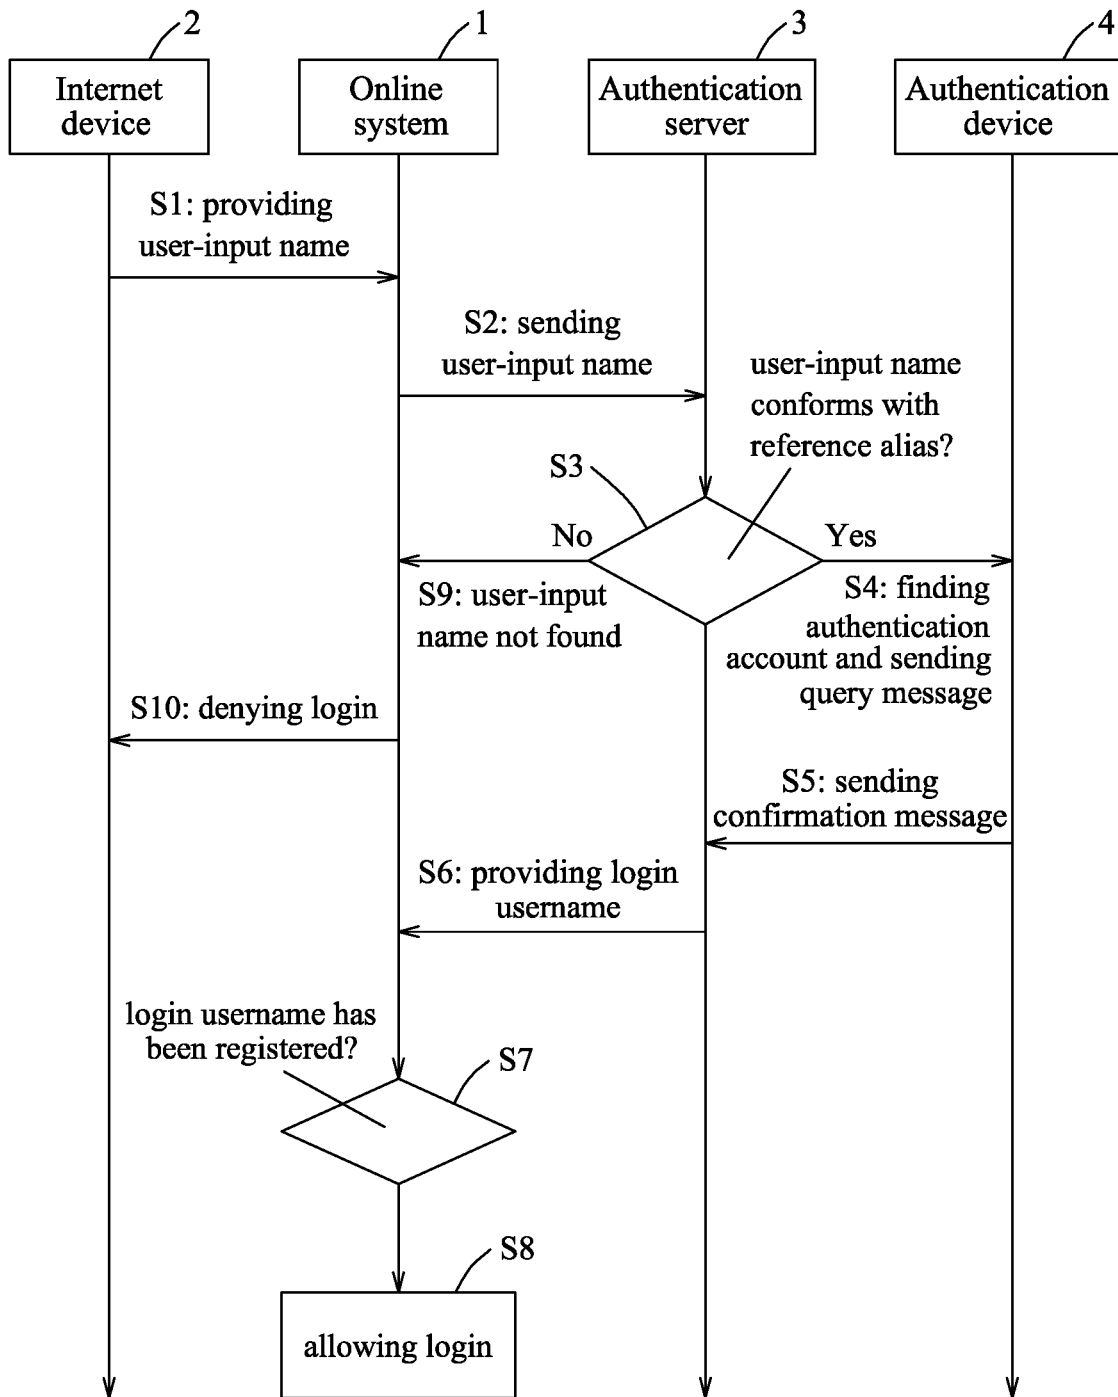 2
1
3
4
Internet
device
Online
system
Authentication
server
Authentication
device
S1: providing
user-input name
S2: sending
user-input name
user-input name
conforms with
reference alias?
S3
No
Yes
S9: user-input
name not found
S4: finding
authentication
account and sending
query message
S10: denying login
S5: sending
confirmation message
S6: providing login
username
login username has
been registered?
S7
S8
allowing login